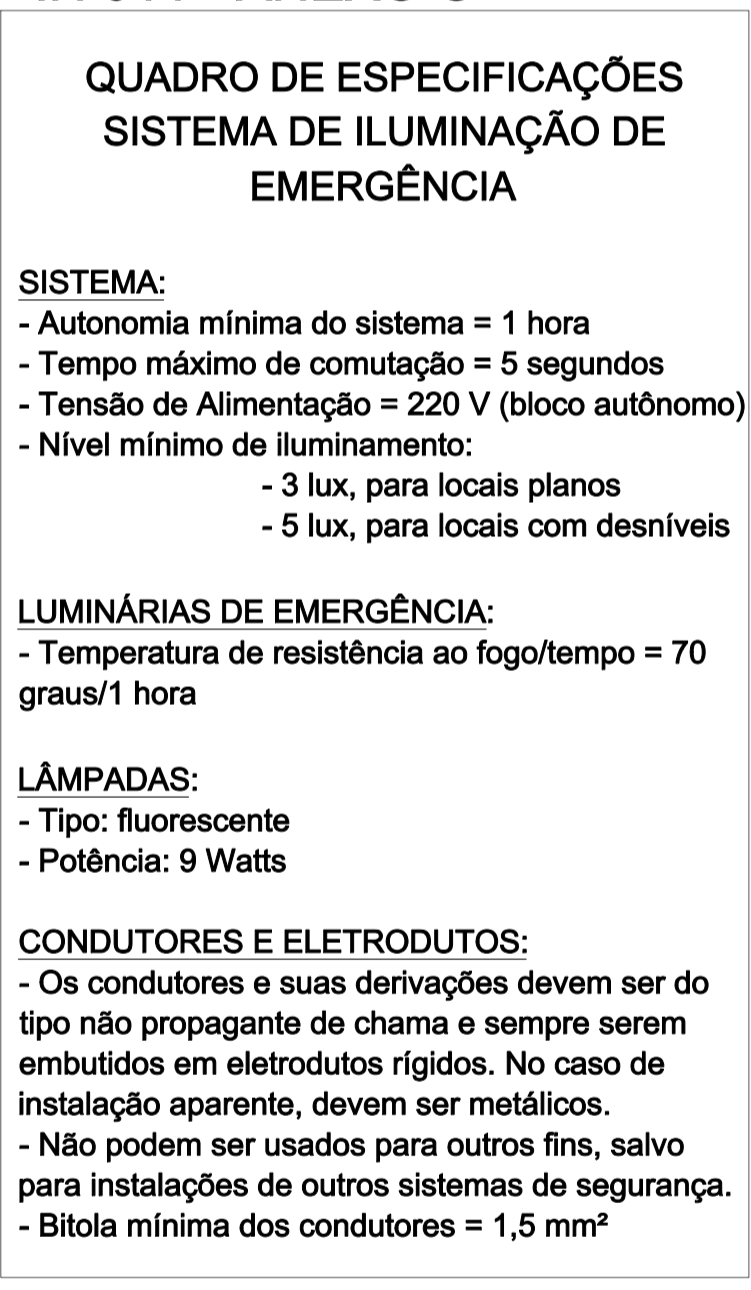 QUADRO DE ESPECIFICAÇÕES
SISTEMA DE ILUMINAÇÃO DE
EMERGÊNCIA
SISTEMA:
- Autonomia mínima do sistema = 1 hora
- Tempo máximo de comutação = 5 segundos
- Tensão de Alimentação = 220 V (bloco autônomo)
- Nível mínimo de iluminamento:
- 3 lux, para locais planos
- 5 lux, para locais com desníveis
LUMINÁRIAS DE EMERGÊNCIA:
- Temperatura de resistência ao fogo/tempo = 70
graus/1 hora
LÂMPADAS:
- Tipo: fluorescente
- Potência: 9 Watts
CONDUTORES E ELETRODUTOS:
- Os condutores e suas derivações devem ser do
tipo não propagante de chama e sempre serem
embutidos em eletrodutos rígidos. No caso de
instalação aparente, devem ser metálicos.
- Não podem ser usados para outros fins, salvo
para instalações de outros sistemas de segurança.
- Bitola mínima dos condutores = 1,5 mm²